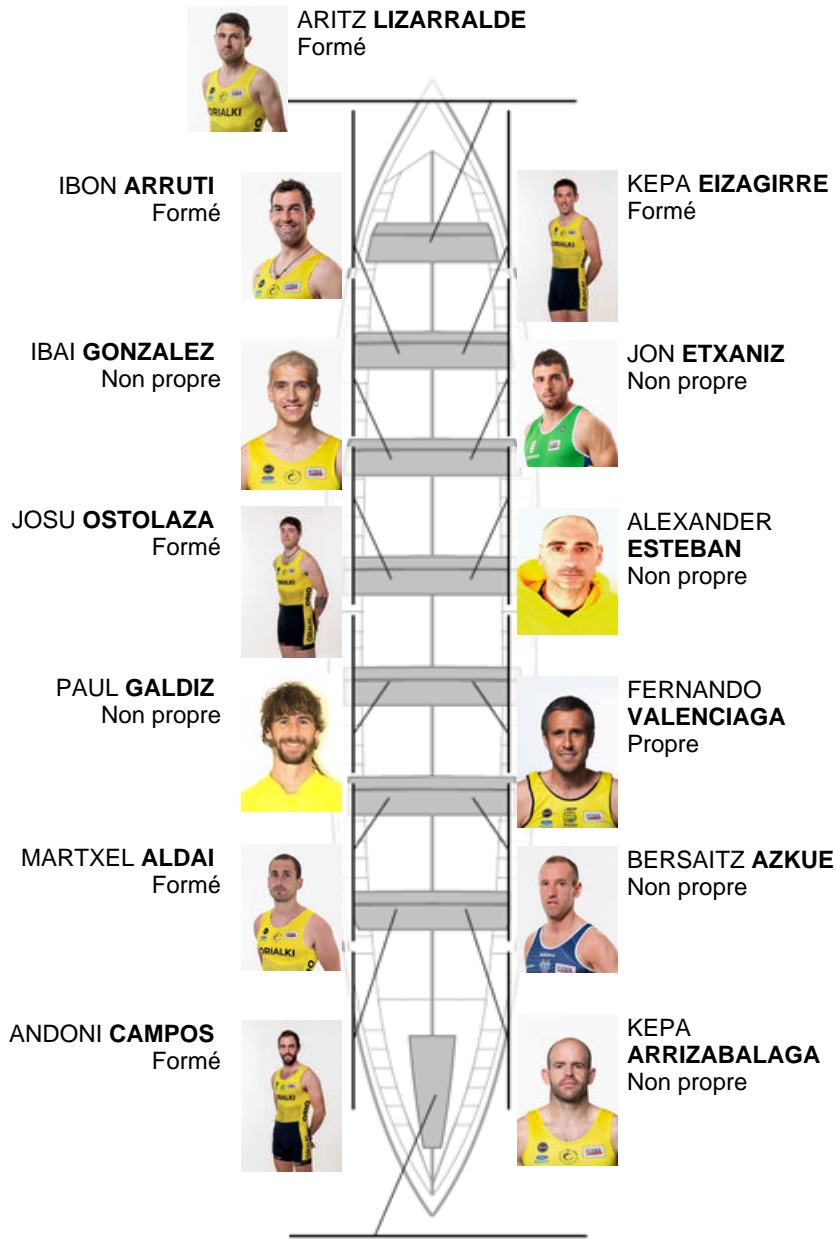 ARITZ LIZARRALDE
Formé
IBON ARRUTI
Formé
KEPA EIZAGIRRE
Formé
IBAI GONZALEZ
Non propre
JON ETXANIZ
Non propre
JOSU OSTOLAZA
Formé
ALEXANDER
ESTEBAN
Non propre
PAUL GALDIZ
Non propre
FERNANDO
VALENCIAGA
Propre
MARTXEL ALDAI
Formé
BERSAITZ AZKUE
Non propre
ANDONI CAMPOS
Formé
KEPA
ARRIZABALAGA
Non propre